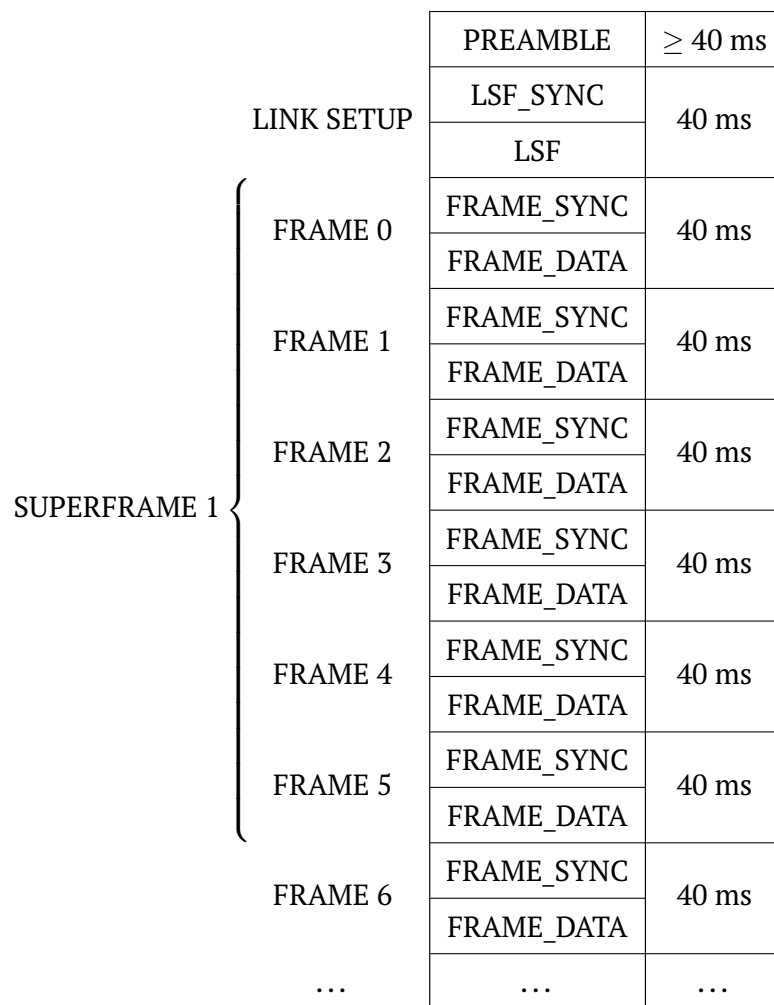 PREAMBLE ≥ 40 ms
LINK SETUP LSF_SYNC 40 ms
LSF
SUPERFRAME 1
FRAME 0 FRAME_SYNC 40 ms
FRAME_DATA
FRAME 1 FRAME_SYNC 40 ms
FRAME_DATA
FRAME 2 FRAME_SYNC 40 ms
FRAME_DATA
FRAME 3 FRAME_SYNC 40 ms
FRAME_DATA
FRAME 4 FRAME_SYNC 40 ms
FRAME_DATA
FRAME 5 FRAME_SYNC 40 ms
FRAME_DATA
FRAME 6 FRAME_SYNC 40 ms
FRAME_DATA
... ... ...